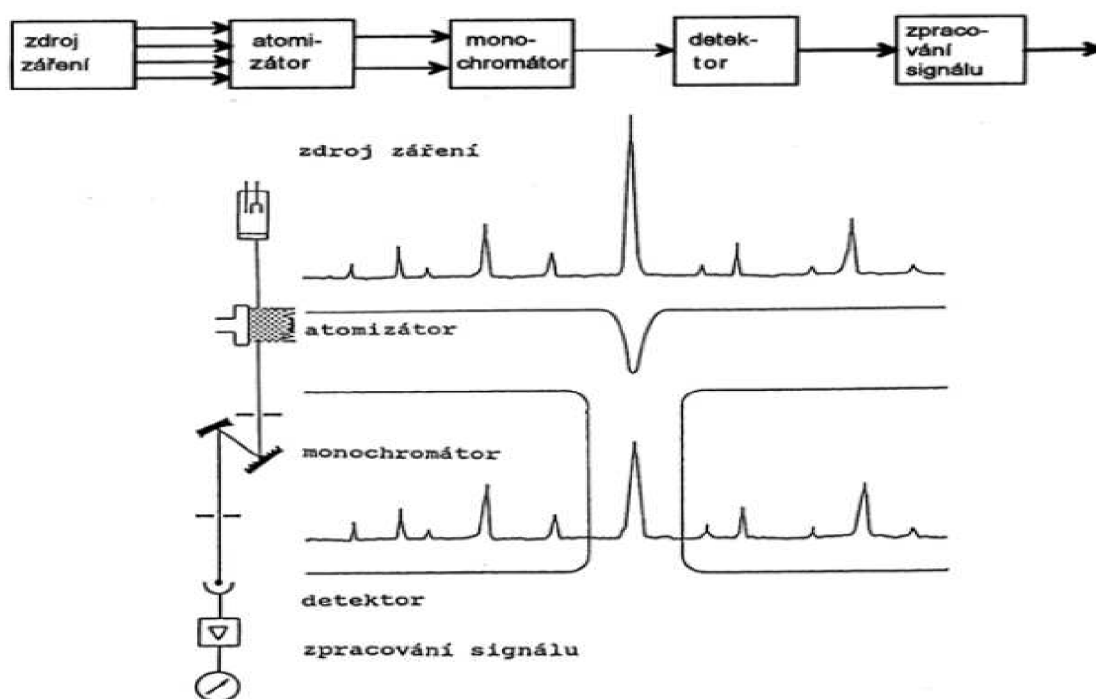 zdroj
záření
atomi-
zátor
mono-
chromátor
detek-
tor
zpraco-
vání
signálu
zdroj záření
atomizátor
monochromátor
detektor
zpracování signálu